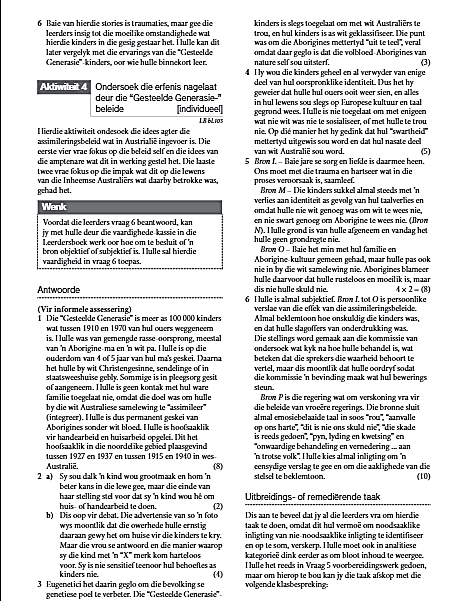 6 Baie van hierdie stories is traumaties, maar gee die
leerders insig tot die moeilike omstandighede wat
hierdie kinders in die gesig gestaar het. Hulle kan dit
later vergelyk met die ervarings van die “Gesteelde
Generasie”-kinders, oor wie hulle binnekort leer.
Aktiwiteit 4
Ondersoek die erfenis nagelaat
deur die “Gesteelde Generasie-”
beleide [individueel]
LB bl.105
Hierdie aktiwiteit ondesoek die idees agter die
assimileringsbeleid wat in Australië ingevoer is. Die
eerste vier vrae fokus op die beleid self en die idees van
die amptenare wat dit in werking gestel het. Die laaste
twee vrae fokus op die impak wat dit op die lewens
van die Inheemse Australiërs wat daarby betrokke was,
gehad het.
Wenk
Voordat die leerders vraag 6 beantwoord, kan
jy met hulle deur die vaardighede-kassie in die
Leerdersboek werk oor hoe om te besluit of ’n
bron objektief of subjektief is. Hulle sal hierdie
vaardigheid in vraag 6 toepas.
Antwoorde
(Vir informele assessering)
1 Die “Gesteelde Generasie” is meer as 100 000 kinders
wat tussen 1910 en 1970 van hul ouers weggeneem
is. Hulle was van gemengde rasse-oorsprong, meestal
van ’n Aborigine-ma en ’n wit pa. Hulle is op die
ouderdom van 4 of 5 jaar van hul ma’s geskei. Daarna
het hulle by wit Christengesinne, sendelinge of in
staatsweeshuise gebly. Sommige is in pleegsorg gesit
of aangeneem. Hulle is geen kontak met hul ware
familie toegelaat nie, omdat die doel was om hulle
by die wit Australiese samelewing te “assimileer”
(integreer). Hulle is dus permanent geskei van
Aborigines sonder wit bloed. Hulle is hoofsaaklik
vir handearbeid en huisarbeid opgelei. Dit het
hoofsaaklik in die noordelike gebied plaasgevind
tussen 1927 en 1937 en tussen 1915 en 1940 in wes-
Australië. (8)
2 a) Sy sou dalk ’n kind wou grootmaak en hom ’n
beter kans in die lewe gee, maar die einde van
haar stelling stel voor dat sy ’n kind wou hê om
huis- of handearbeid te doen. (2)
b) Dis oop vir debat. Die advertensie van so ’n foto
wys moontlik dat die owerhede hulle ernstig
daaraan gewy het om huise vir die kinders te kry.
Maar die vrou se antwoord en die manier waarop
sy die kind met ’n “X” merk kom harteloos
voor. Sy is nie sensitief teenoor hul behoeftes as
kinders nie. (4)
3 Eugenetici het daarin geglo om die bevolking se
genetiese poel te verbeter. Die “Gesteelde Generasie”-
kinders is slegs toegelaat om met wit Australiërs te
trou, en hul kinders is as wit geklassifiseer. Die punt
was om die Aborigines mettertyd “uit te teel”, veral
omdat daar geglo is dat die volbloed-Aborigines van
nature self sou uitsterf. (3)
4 Hy wou die kinders geheel en al verwyder van enige
deel van hul oorspronklike identiteit. Dus het hy
geweier dat hulle hul ouers ooit weer sien, en alles
in hul lewens sou slegs op Europese kultuur en taal
gegrond wees. Hulle is nie toegelaat om met enigeen
wat nie wit was nie te sosialiseer, of met hulle te trou
nie. Op dié manier het hy gedink dat hul “swartheid”
mettertyd uitgewis sou word en dat hul nasate deel
van wit Australië sou word. (5)
5 Bron L – Baie jare se sorg en liefde is daarmee heen.
Ons moet met die trauma en hartseer wat in die
proses veroorsaak is, saamleef.
Bron M – Die kinders sukkel almal steeds met ’n
verlies aan identiteit as gevolg van hul taalverlies en
omdat hulle nie wit genoeg was om wit te wees nie,
en nie swart genoeg om Aborigine te wees nie. (Bron
N). Hulle grond is van hulle afgeneem en vandag het
hulle geen grondregte nie.
Bron O – Baie het min met hul familie en
Aborigine-kultuur gemeen gehad, maar hulle pas ook
nie in by die wit samelewing nie. Aborigines blameer
hulle daarvoor dat hulle rusteloos en moeilik is, maar
dis nie hulle skuld nie. 4 x 2 = (8)
6 Hulle is almal subjektief. Bron L tot O is persoonlike
verslae van die effek van die assimileringsbeleide.
Almal beklemtoon hoe onskuldig die kinders was,
en dat hulle slagoffers van onderdrukking was.
Die stellings word gemaak aan die kommissie van
ondersoek wat kyk na hoe hulle behandel is, wat
beteken dat die sprekers die waarheid behoort te
vertel, maar dis moontlik dat hulle oordryf sodat
die kommissie ’n bevinding maak wat hul bewerings
steun.
Bron P is die regering wat om verskoning vra vir
die beleide van vroeëre regerings. Die bronne sluit
almal emosiebelaaide taal in soos “rou”, “aanvalle
op ons harte”, “dit is nie ons skuld nie”, “die skade
is reeds gedoen”, “pyn, lyding en kwetsing” en
“onwaardige behandeling en vernedering ... aan
’n trotse volk”. Hulle kies almal inligting om ’n
eensydige verslag te gee en om die aaklighede van die
stelsel te beklemtoon. (10)
Uitbreidings- of remediërende taak
Dis aan te beveel dat jy al die leerders vra om hierdie
taak te doen, omdat dit hul vermoë om noodsaaklike
inligting van nie-noodsaaklike inligting te identifiseer
en op te som, verskerp. Hulle moet ook in analitiese
kategorieë dink eerder as om bloot inhoud te weergee.
Hulle het reeds in Vraag 5 voorbereidingswerk gedoen,
maar om hierop te bou kan jy die taak afskop met die
volgende klasbespreking: